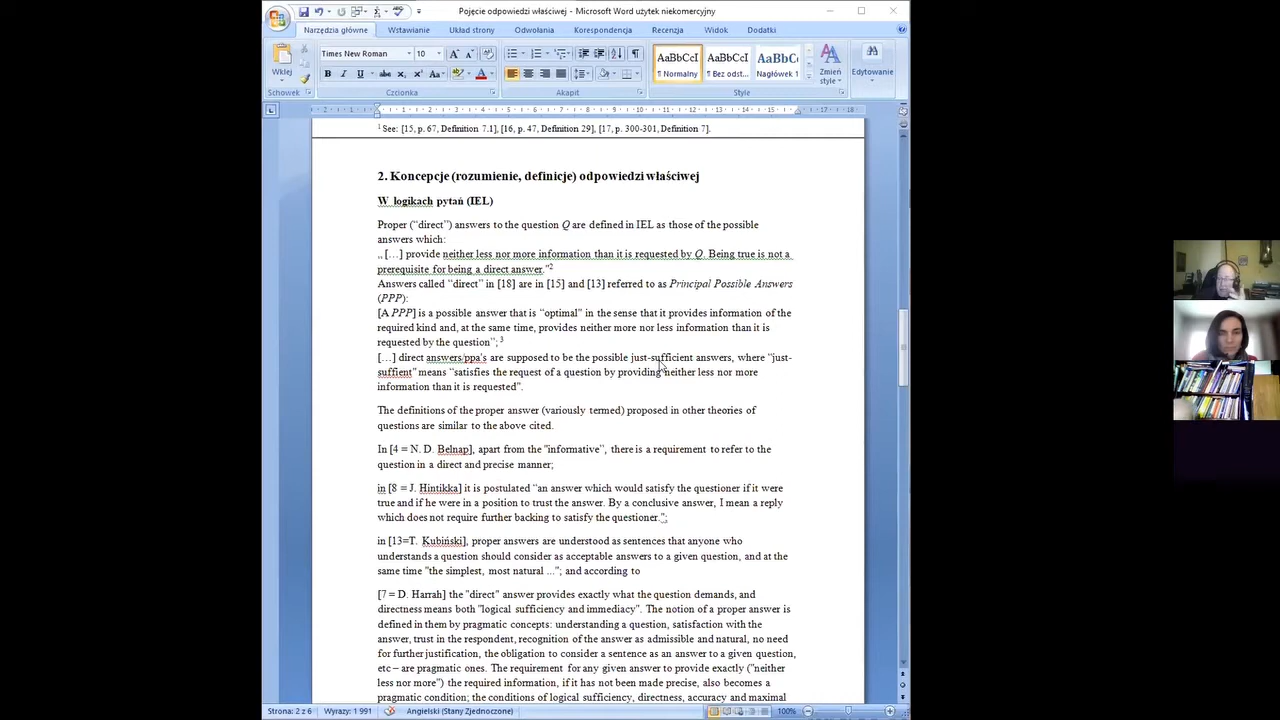 Pojęcie odpowiedzi właściwej - Microsoft Word użytek niekomercyjny
Narzędzia główne Wstawianie Układ strony Odwołania Korespondencja Recenzja Widok Dodatki
Times New Roman 10
Wklej
AaBbCcI AaBbCcI AaBbC
¶ Normalny ¶ Bez odst... Nagłówek 1
Zmień style
Edytowanie
Schowek Czcionka Akapit Style
2 1 1 2 3 4 5 6 7 8 9 10 11 12 13 14 15 17 18
1 See: [15, p. 67, Definition 7.1], [16, p. 47, Definition 29], [17, p. 300-301, Definition 7].
2. Koncepcje (rozumienie, definicje) odpowiedzi właściwej
W logikach pytań (IEL)
Proper (“direct”) answers to the question Q are defined in IEL as those of the possible
answers which:
„ […] provide neither less nor more information than it is requested by Q. Being true is not a
prerequisite for being a direct answer.”2
Answers called “direct” in [18] are in [15] and [13] referred to as Principal Possible Answers
(PPP):
[A PPP] is a possible answer that is “optimal” in the sense that it provides information of the
required kind and, at the same time, provides neither more nor less information than it is
requested by the question”; 3
[…] direct answers/ppa's are supposed to be the possible just-sufficient answers, where “just-
suffient” means “satisfies the request of a question by providing neither less nor more
information than it is requested”.
The definitions of the proper answer (variously termed) proposed in other theories of
questions are similar to the above cited.
In [4 = N. D. Belnap], apart from the "informative”, there is a requirement to refer to the
question in a direct and precise manner;
in [8 = J. Hintikka] it is postulated “an answer which would satisfy the questioner if it were
true and if he were in a position to trust the answer. By a conclusive answer, I mean a reply
which does not require further backing to satisfy the questioner.”;
in [13=T. Kubiński], proper answers are understood as sentences that anyone who
understands a question should consider as acceptable answers to a given question, and at the
same time "the simplest, most natural ..."; and according to
[7 = D. Harrah] the "direct" answer provides exactly what the question demands, and
directness means both "logical sufficiency and immediacy". The notion of a proper answer is
defined in them by pragmatic concepts: understanding a question, satisfaction with the
answer, trust in the respondent, recognition of the answer as admissible and natural, no need
for further justification, the obligation to consider a sentence as an answer to a given question,
etc – are pragmatic ones. The requirement for any given answer to provide exactly ("neither
less nor more") the required information, if it has not been made precise, also becomes a
pragmatic condition; the conditions of logical sufficiency, directness, accuracy and maximal
Strona: 2 z 6 Wyrazy: 1 991 Angielski (Stany Zjednoczone) 100%